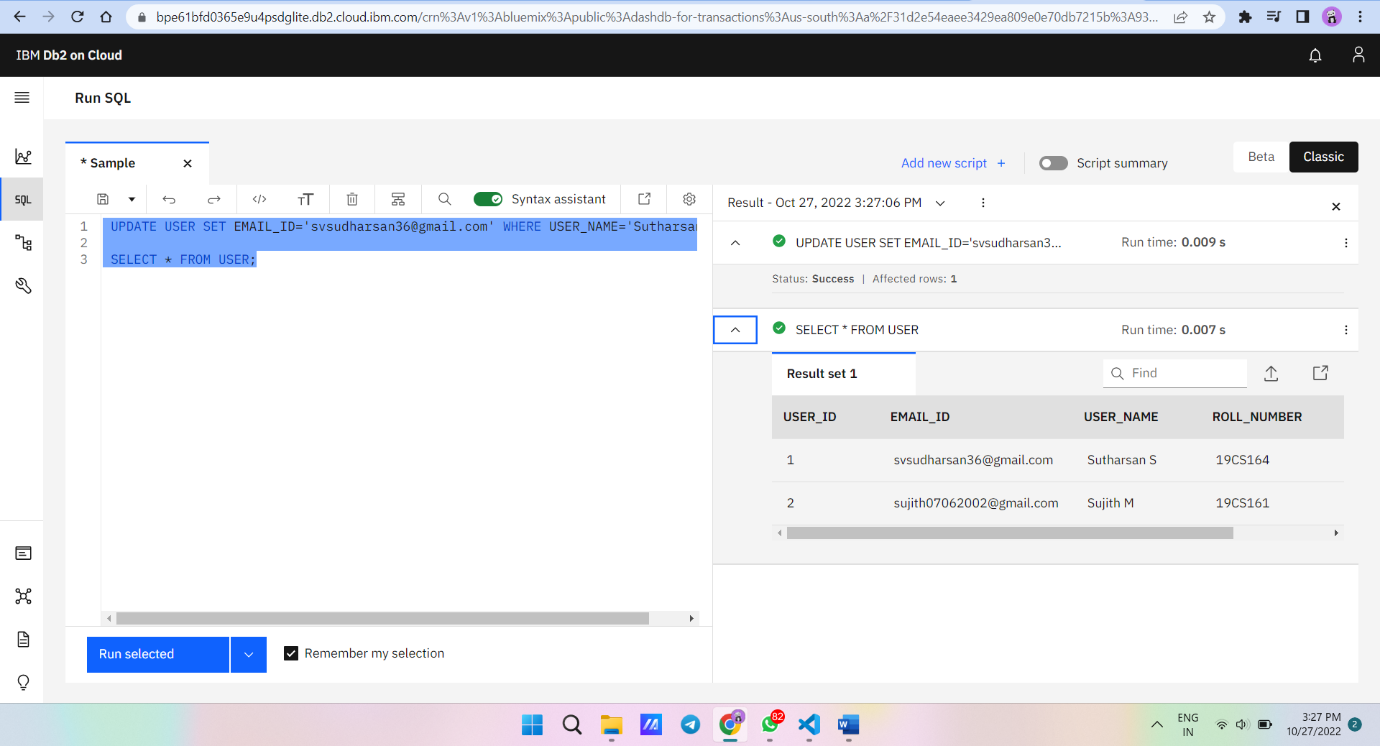 bpe61bfd0365e9u4psdglite.db2.cloud.ibm.com/crn%3Av1%3Abluemix%3Apublic%3Adashdb-for-transactions%3Aus-south%3Aa%2F31d2e54eaee3429ea809e0e70db7215b%3A93...
IBM Db2 on Cloud
Run SQL
* Sample
Add new script +
Script summary
Beta
Classic
SQL
Syntax assistant
Result - Oct 27, 2022 3:27:06 PM
1 UPDATE USER SET EMAIL_ID='svsudharsan36@gmail.com' WHERE USER_NAME='Sutharsan
2
3 SELECT * FROM USER;
UPDATE USER SET EMAIL_ID='svsudharsan3...
Run time: 0.009 s
Status: Success | Affected rows: 1
SELECT * FROM USER
Run time: 0.007 s
Result set 1
Find
USER_ID EMAIL_ID USER_NAME ROLL_NUMBER
1 svsudharsan36@gmail.com Sutharsan S 19CS164
2 sujith07062002@gmail.com Sujith M 19CS161
Run selected
Remember my selection
82
ENG
IN
3:27 PM
10/27/2022
2